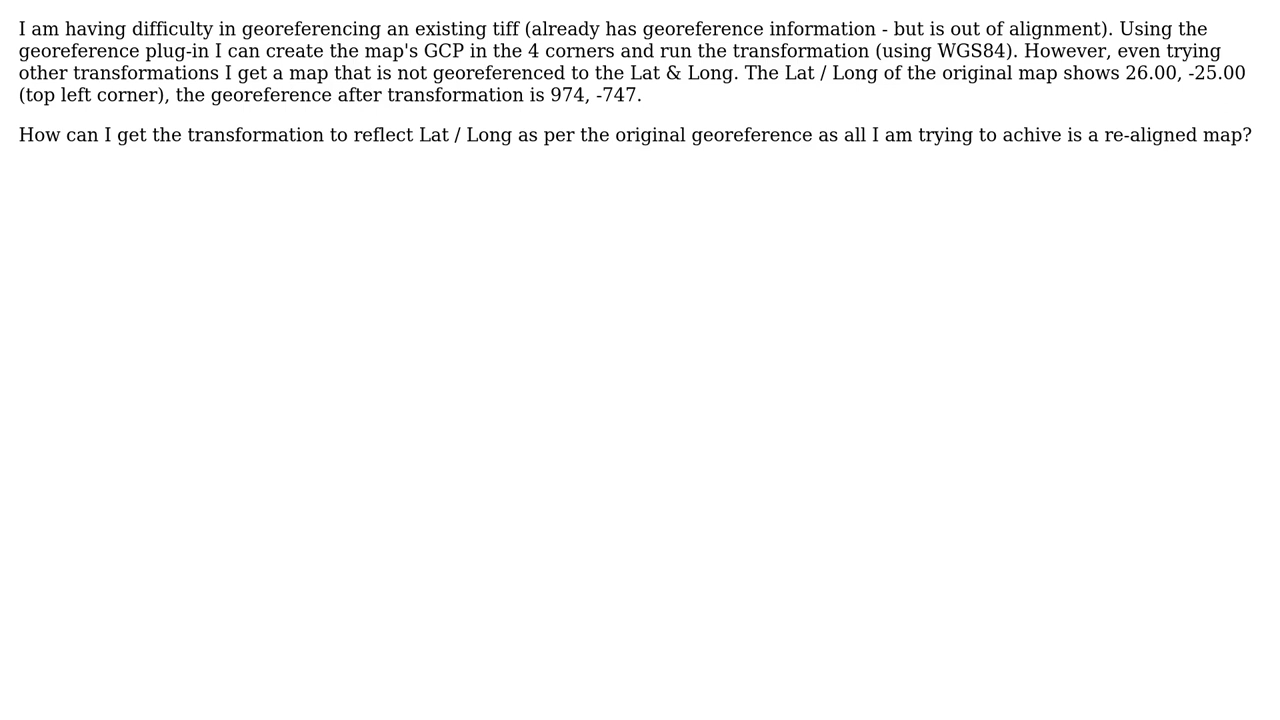 I am having difficulty in georeferencing an existing tiff (already has georeference information - but is out of alignment). Using the
georeference plug-in I can create the map's GCP in the 4 corners and run the transformation (using WGS84). However, even trying
other transformations I get a map that is not georeferenced to the Lat & Long. The Lat / Long of the original map shows 26.00, -25.00
(top left corner), the georeference after transformation is 974, -747.
How can I get the transformation to reflect Lat / Long as per the original georeference as all I am trying to achive is a re-aligned map?